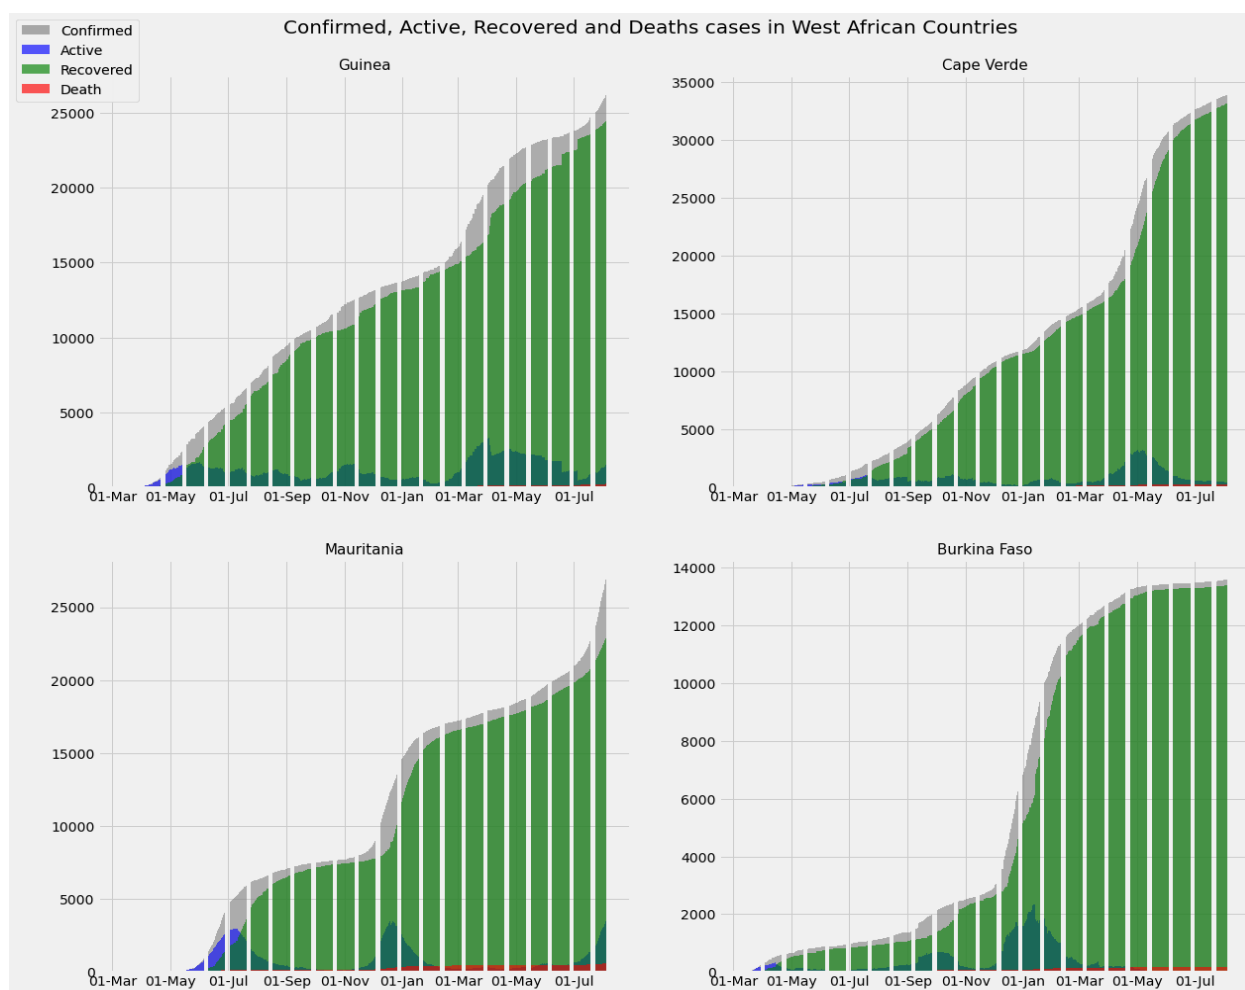 Confirmed, Active, Recovered and Deaths cases in West African Countries
Confirmed
Active
Recovered
Death
Guinea
25000
20000
15000
10000
5000
0
01-Mar 01-May 01-Jul 01-Sep 01-Nov 01-Jan 01-Mar 01-May 01-Jul
Cape Verde
35000
30000
25000
20000
15000
10000
5000
0
01-Mar 01-May 01-Jul 01-Sep 01-Nov 01-Jan 01-Mar 01-May 01-Jul
Mauritania
25000
20000
15000
10000
5000
0
01-Mar 01-May 01-Jul 01-Sep 01-Nov 01-Jan 01-Mar 01-May 01-Jul
Burkina Faso
14000
12000
10000
8000
6000
4000
2000
0
01-Mar 01-May 01-Jul 01-Sep 01-Nov 01-Jan 01-Mar 01-May 01-Jul